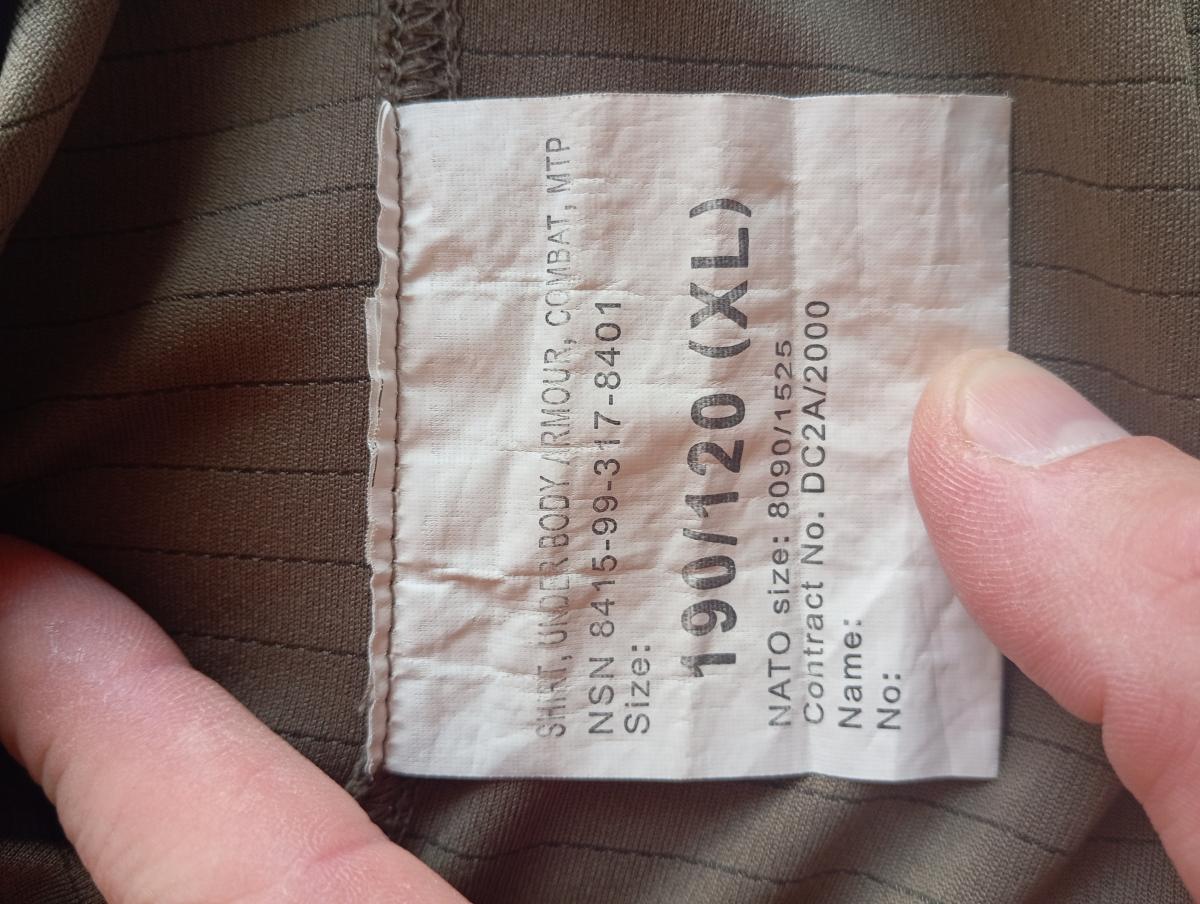 SHIRT, UNDER BODY ARMOUR, COMBAT, MTP
NSN 8415-99-317-8401
Size:
190/120 (XL)
NATO size: 8090/1525
Contract No. DC2A/2000
Name:
No: